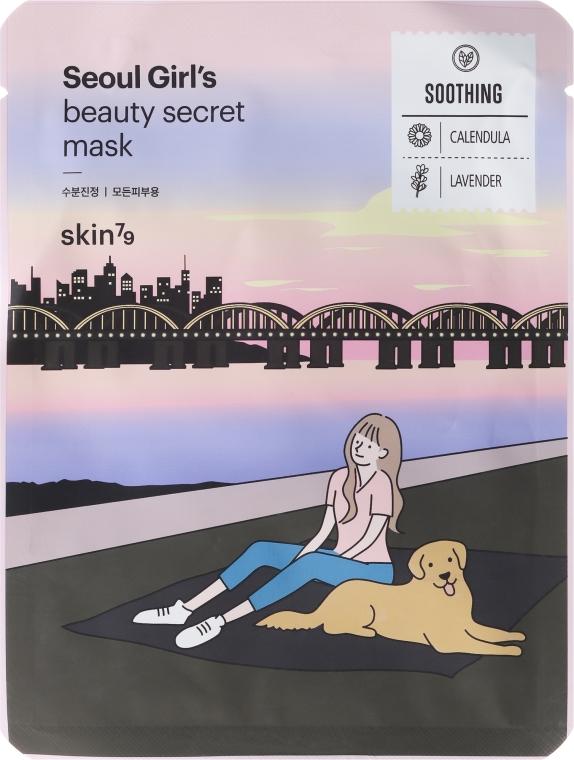 Seoul Girl's
beauty secret
mask
수분진정 | 모든피부용
skin79
SOOTHING
CALENDULA
LAVENDER